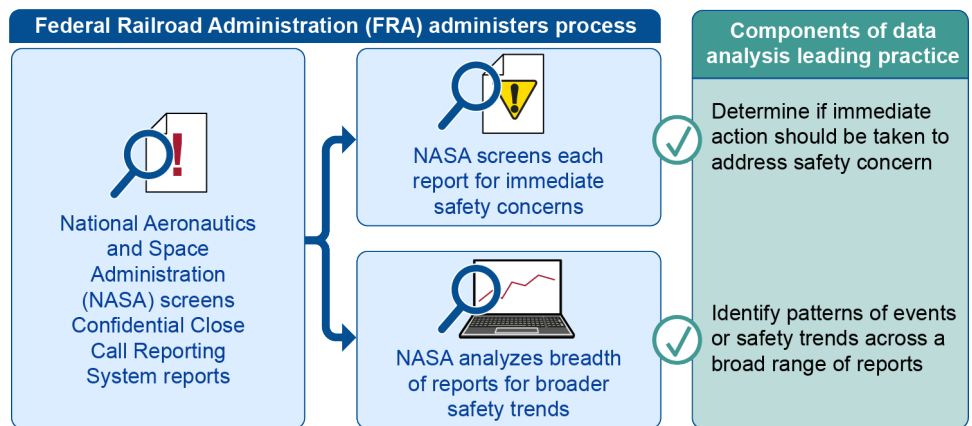 Federal Railroad Administration (FRA) administers process
National Aeronautics
and Space
Administration
(NASA) screens
Confidential Close
Call Reporting
System reports
NASA screens each
report for immediate
safety concerns
NASA analyzes breadth
of reports for broader
safety trends
Components of data
analysis leading practice
Determine if immediate
action should be taken to
address safety concern
Identify patterns of events
or safety trends across a
broad range of reports